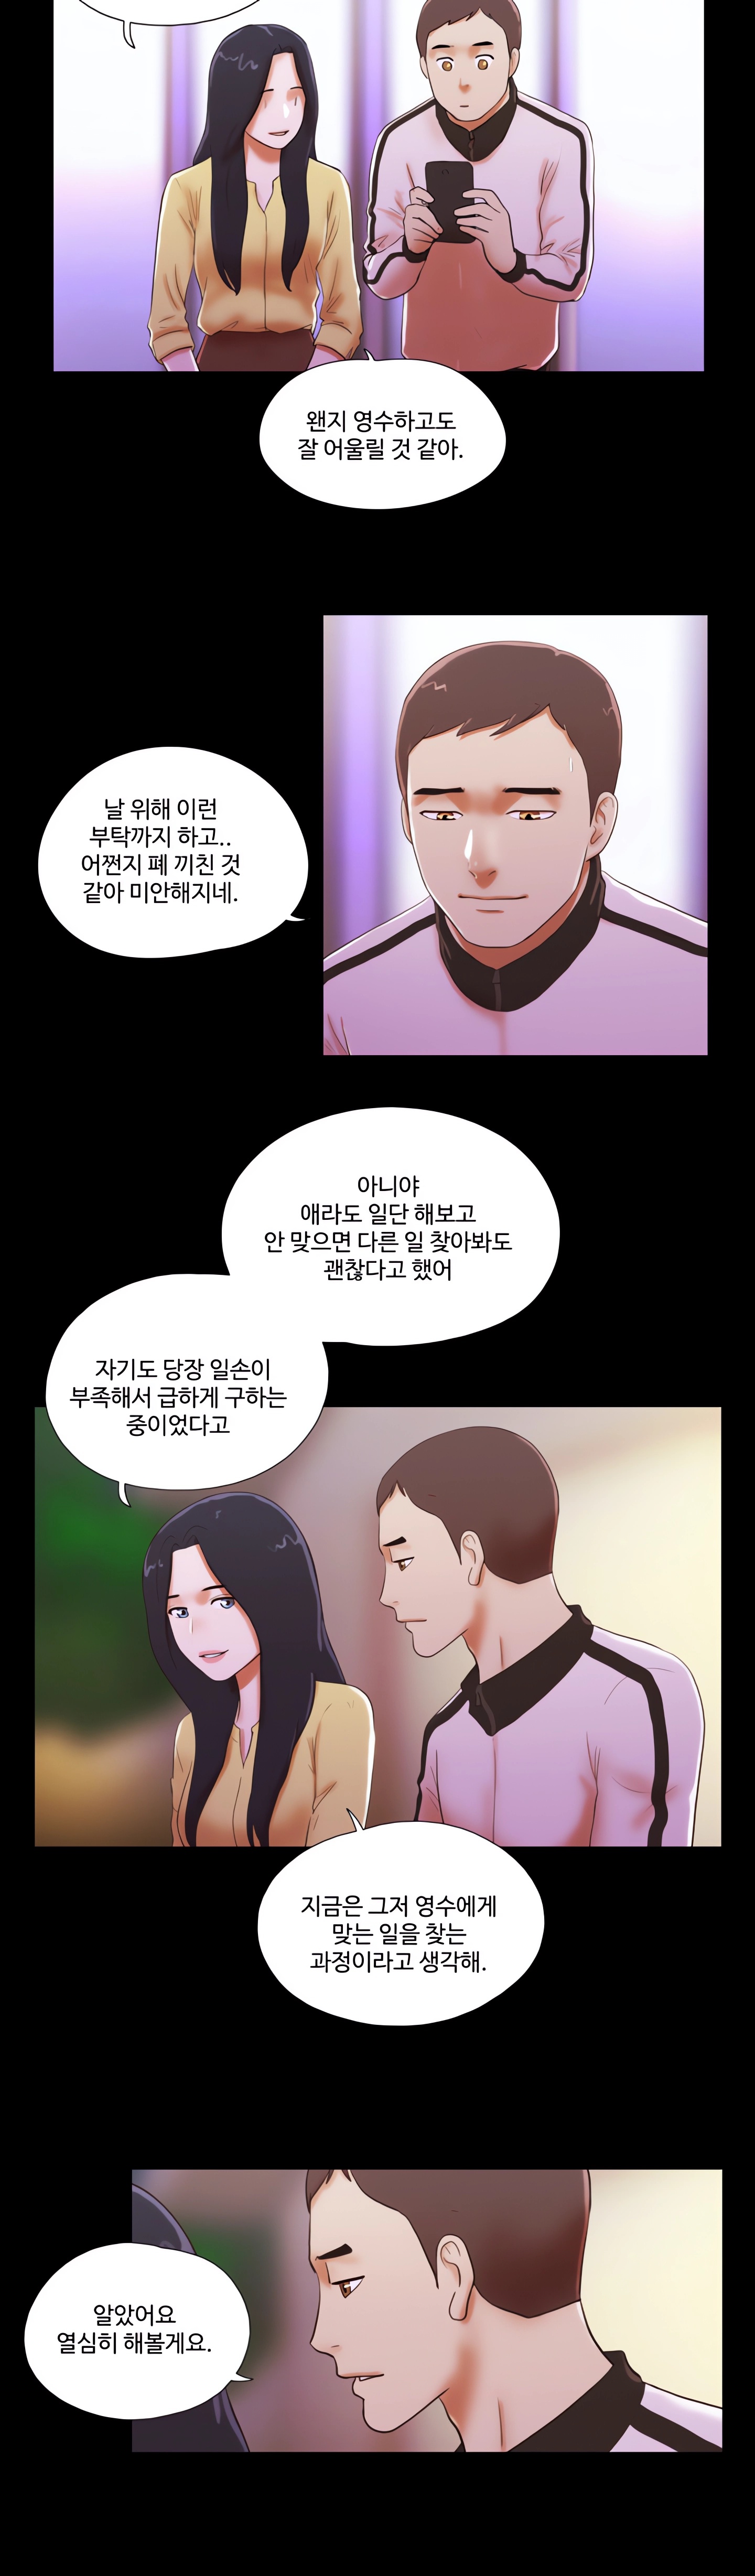 왠지 영수하고도
잘 어울릴 것 같아.
날 위해 이런
부탁까지 하고..
어쩐지 폐 끼친 것
같아 미안해지네.
아니야
애라도 일단 해보고
안 맞으면 다른 일 찾아봐도
괜찮다고 했어
자기도 당장 일손이
부족해서 급하게 구하는
중이었다고
지금은 그저 영수에게
맞는 일을 찾는
과정이라고 생각해.
알았어요
열심히 해볼게요.